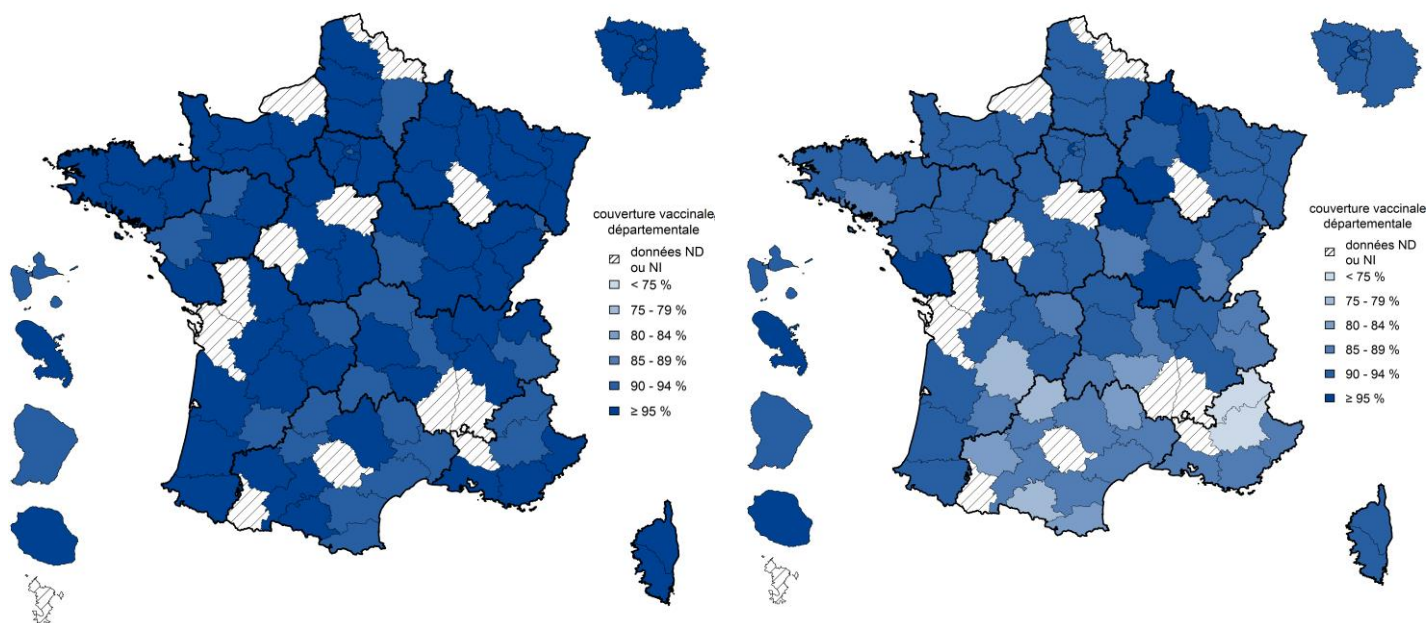 couverture vaccinale
départementale
données ND
ou NI
< 75 %
75 - 79 %
80 - 84 %
85 - 89 %
90 - 94 %
≥ 95 %
couverture vaccinale
départementale
données ND
ou NI
< 75 %
75 - 79 %
80 - 84 %
85 - 89 %
90 - 94 %
≥ 95 %